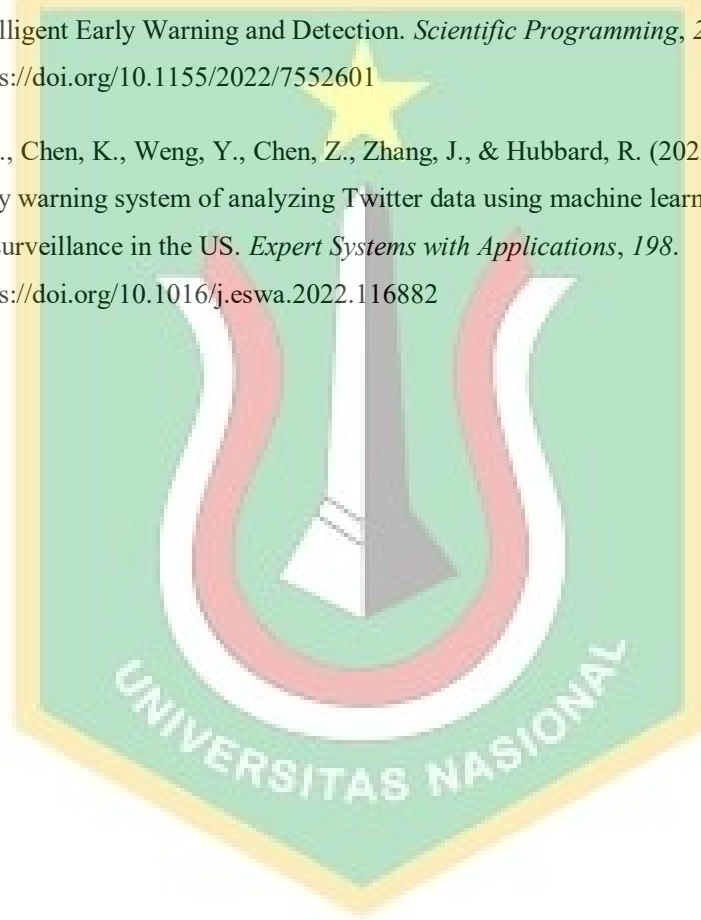 lligent Early Warning and Detection. Scientific Programming, 2
s://doi.org/10.1155/2022/7552601
., Chen, K., Weng, Y., Chen, Z., Zhang, J., & Hubbard, R. (202
y warning system of analyzing Twitter data using machine learn
surveillance in the US. Expert Systems with Applications, 198.
s://doi.org/10.1016/j.eswa.2022.116882
UNIVERSITAS NASIONAL